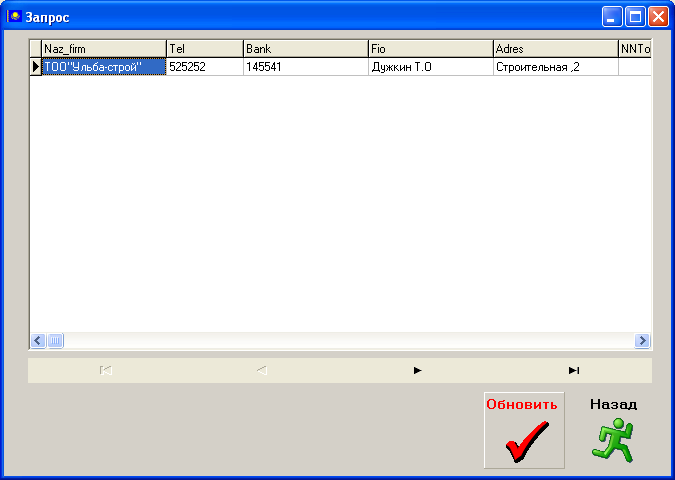 Запрос
Naz_firm Tel Bank Fio Adres NNTo
ТОО"Ульба-строй" 525252 145541 Дужкин Т.О Строительная ,2
Обновить Назад